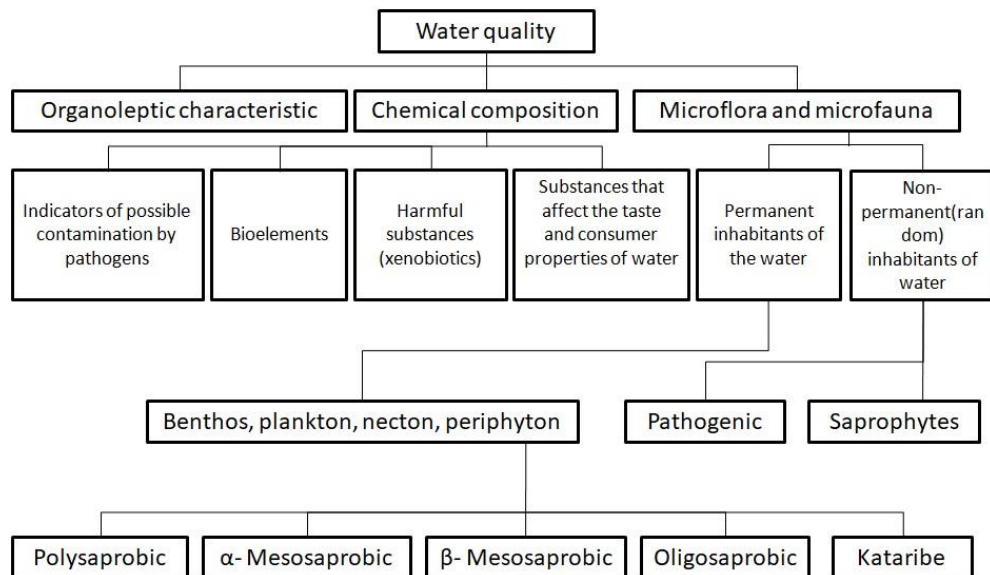 Water quality
Organoleptic characteristic
Chemical composition
Microflora and microfauna
Indicators of possible
contamination by
pathogens
Bioelements
Harmful
substances
(xenobiotics)
Substances that
affect the taste
and consumer
properties of water
Permanent
inhabitants of
the water
Non-
permanent(ran
dom)
inhabitants of
water
Benthos, plankton, necton, periphyton
Pathogenic
Saprophytes
Polysaprobic
α- Mesosaprobic
β- Mesosaprobic
Oligosaprobic
Kataribe